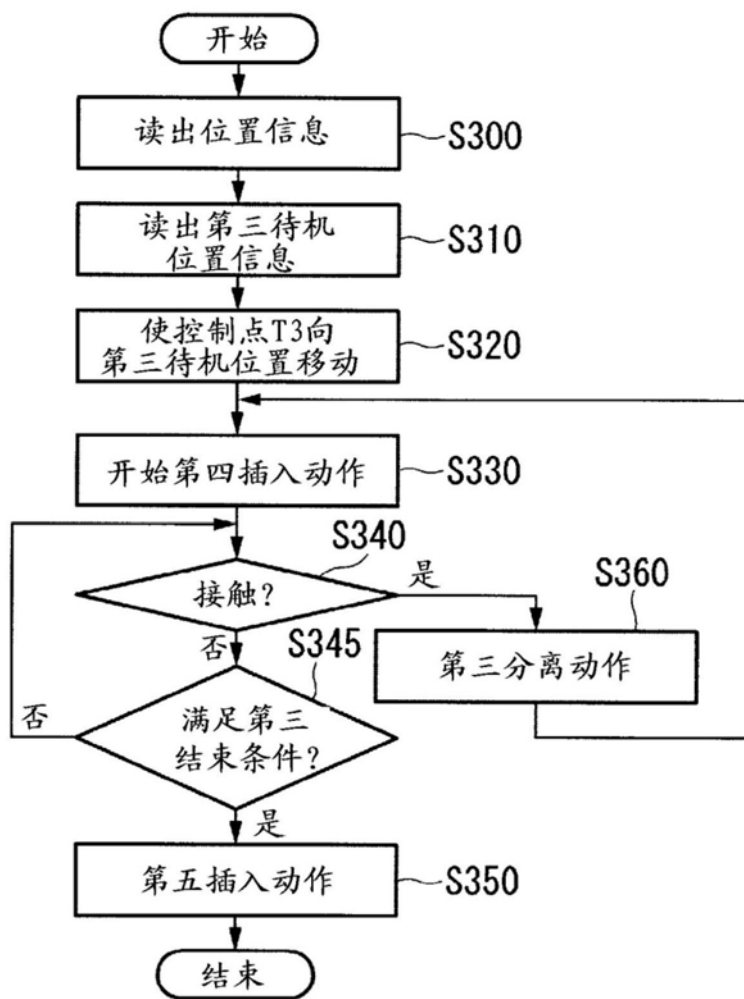 开始
读出位置信息
S300
读出第三待机
位置信息
S310
使控制点T3向
第三待机位置移动
S320
开始第四插入动作
S330
S340
接触?
是
S360
否
S345
第三分离动作
满足第三
结束条件?
否
是
第五插入动作
S350
结束